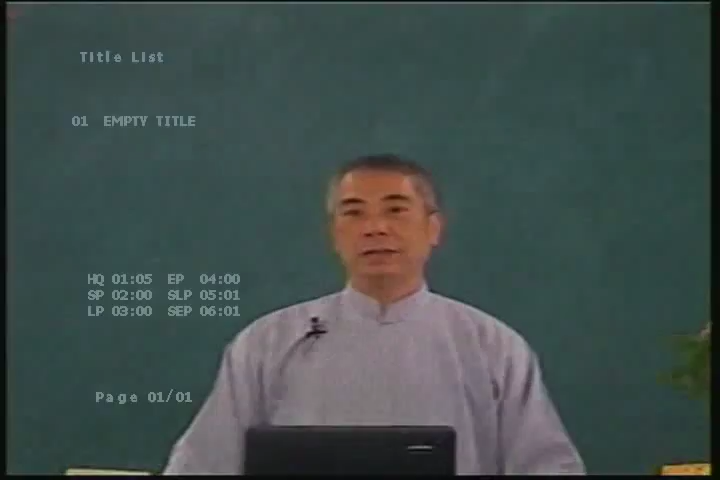 Title List
01 EMPTY TITLE
HQ 01:05 EP 04:00
SP 02:00 SLP 05:01
LP 03:00 SEP 06:01
Page 01/01